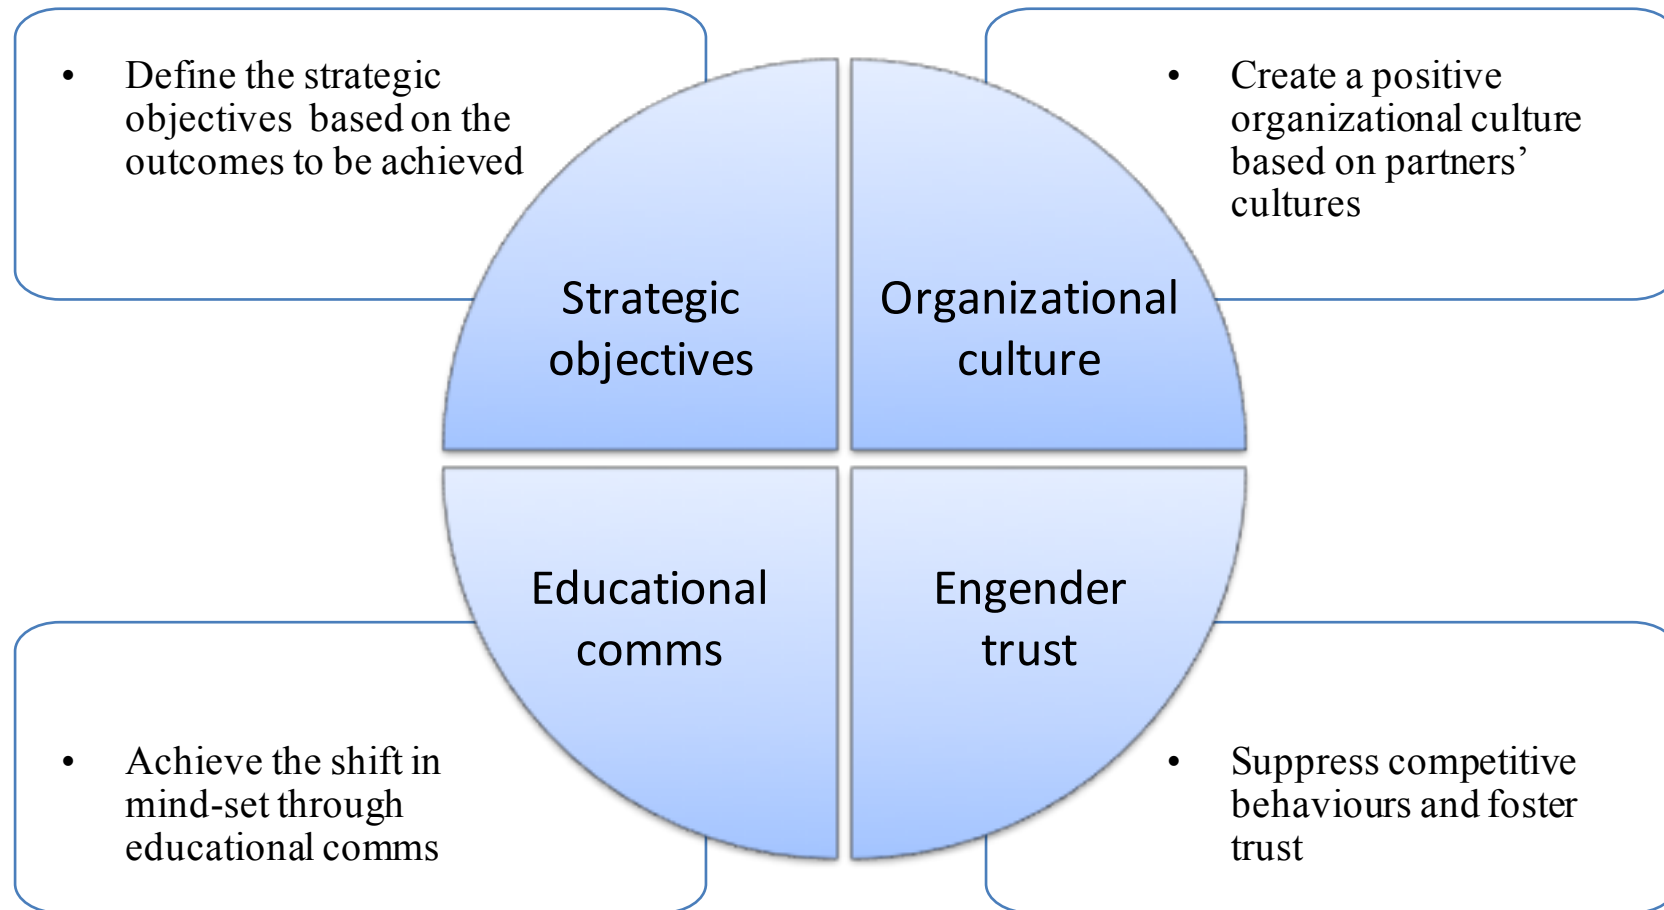 • Define the strategic
objectives based on the
outcomes to be achieved
• Create a positive
organizational culture
based on partners’
cultures
Strategic
objectives
Organizational
culture
Educational
comms
Engender
trust
• Achieve the shift in
mind-set through
educational comms
• Suppress competitive
behaviours and foster
trust